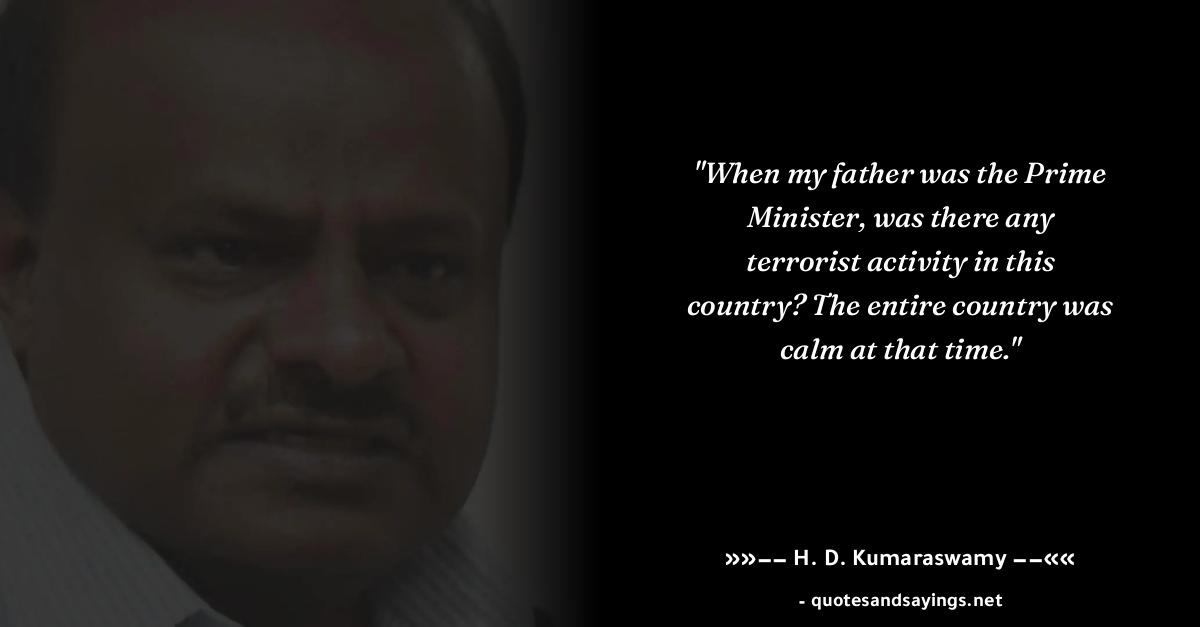 "When my father was the Prime
Minister, was there any
terrorist activity in this
country? The entire country was
calm at that time."
»»−− H. D. Kumaraswamy −−««
- quotesandsayings.net